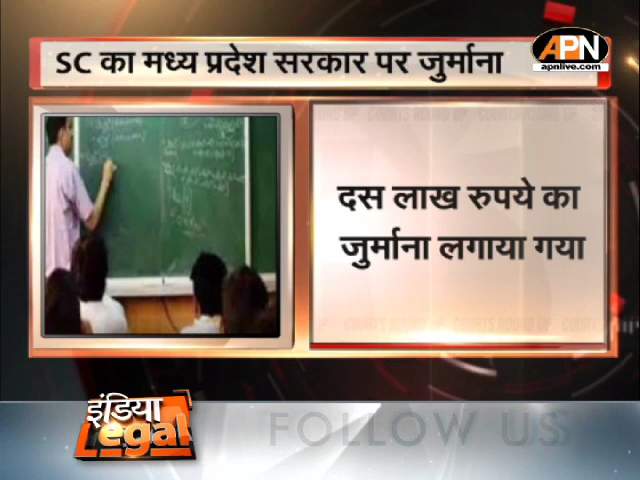 APN
apnlive.com
SC का मध्य प्रदेश सरकार पर जुर्माना
दस लाख रुपये का
जुर्माना लगाया गया
इंडिया
Legal
FOLLOW US